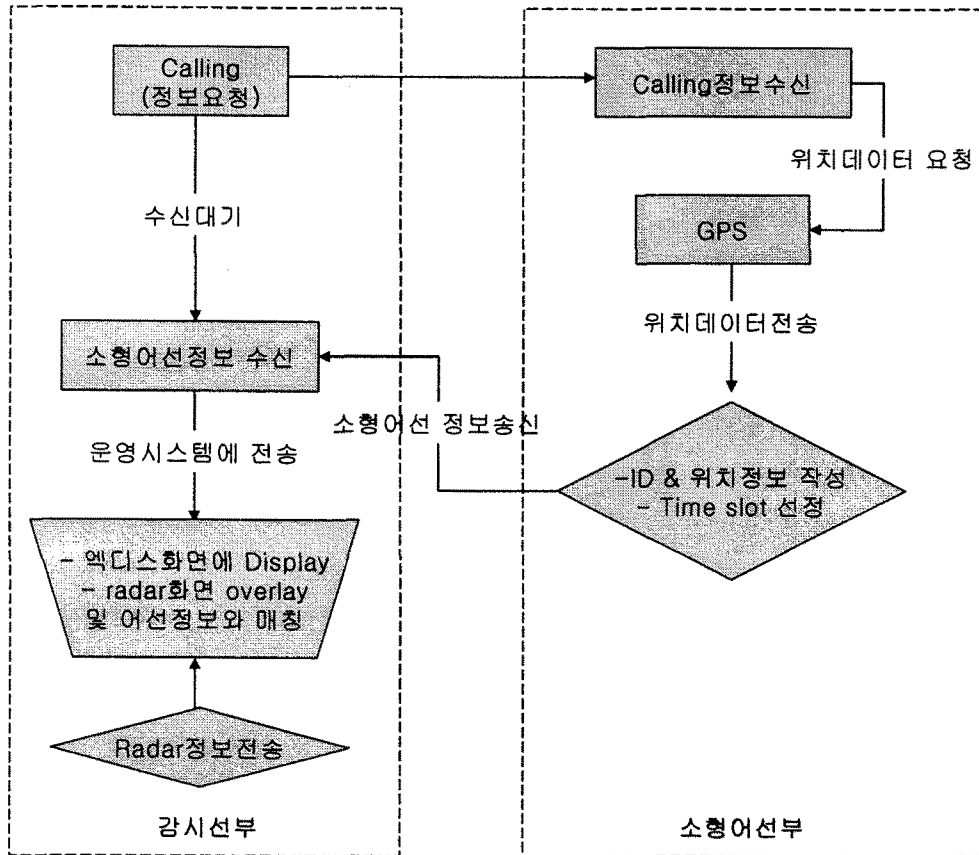 Calling
(정보요청)
Calling정보수신
위치데이터 요청
수신대기
GPS
위치데이터전송
소형어선정보 수신
소형어선 정보송신
운영시스템에 전송
-ID & 위치정보 작성
- Time slot 선정
- 엑디스화면에 Display
- radar화면 overlay
및 어선정보와 매칭
Radar정보전송
감시선부
소형어선부